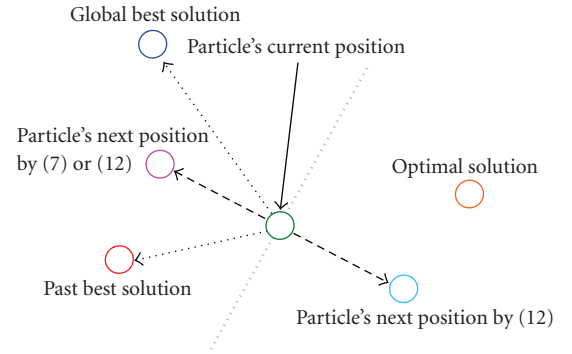 Global best solution
Particle's current position
Particle's next position
by (7) or (12)
Optimal solution
Past best solution
Particle's next position by (12)